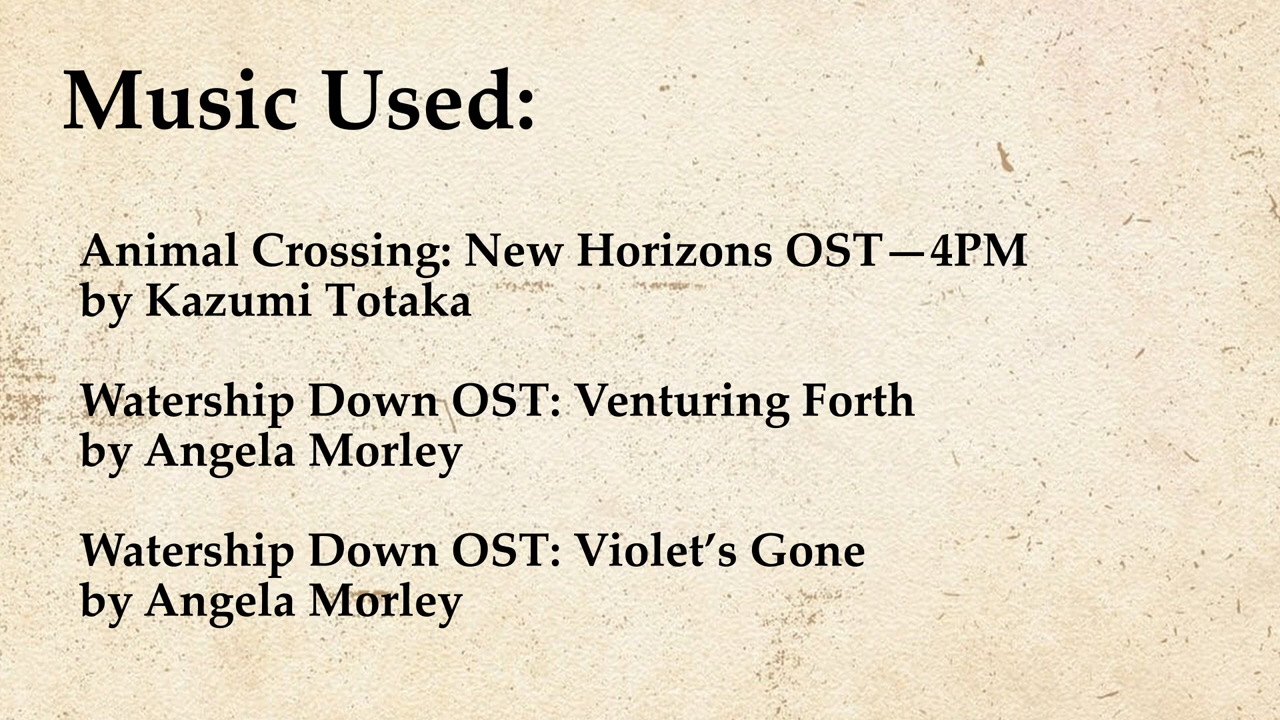 Music Used:
Animal Crossing: New Horizons OST—4PM
by Kazumi Totaka
Watership Down OST: Venturing Forth
by Angela Morley
Watership Down OST: Violet’s Gone
by Angela Morley